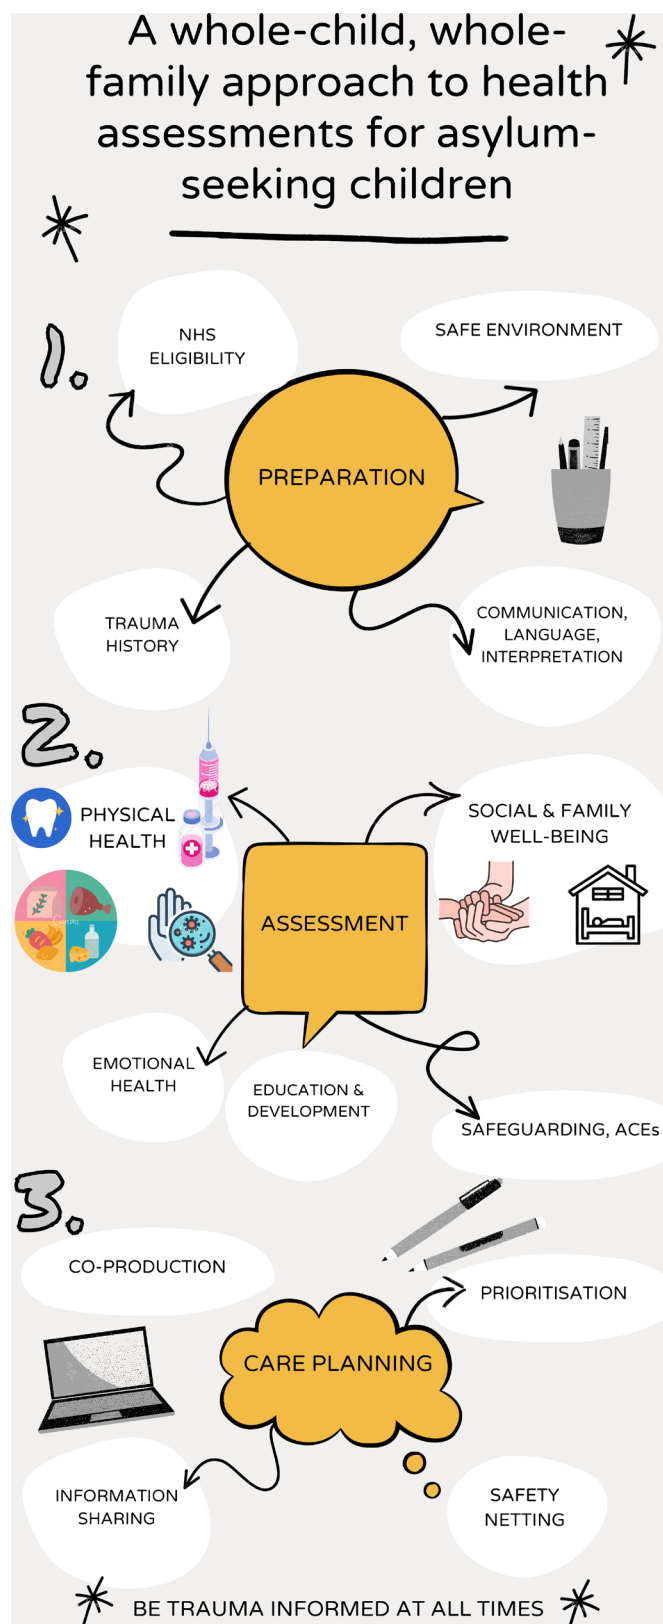 A whole-child, whole-
family approach to health
assessments for asylum-
seeking children
1.
NHS
ELIGIBILITY
SAFE ENVIRONMENT
PREPARATION
TRAUMA
HISTORY
COMMUNICATION,
LANGUAGE,
INTERPRETATION
2.
PHYSICAL
HEALTH
SOCIAL & FAMILY
WELL-BEING
ASSESSMENT
Canva
EMOTIONAL
HEALTH
EDUCATION &
DEVELOPMENT
SAFEGUARDING, ACEs
3.
CO-PRODUCTION
PRIORITISATION
CARE PLANNING
INFORMATION
SHARING
SAFETY
NETTING
BE TRAUMA INFORMED AT ALL TIMES